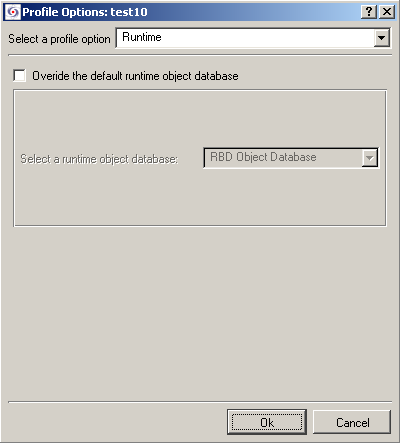 Profile Options: test10
Select a profile option Runtime
Overide the default runtime object database
Select a runtime object database: RBD Object Database
Ok Cancel